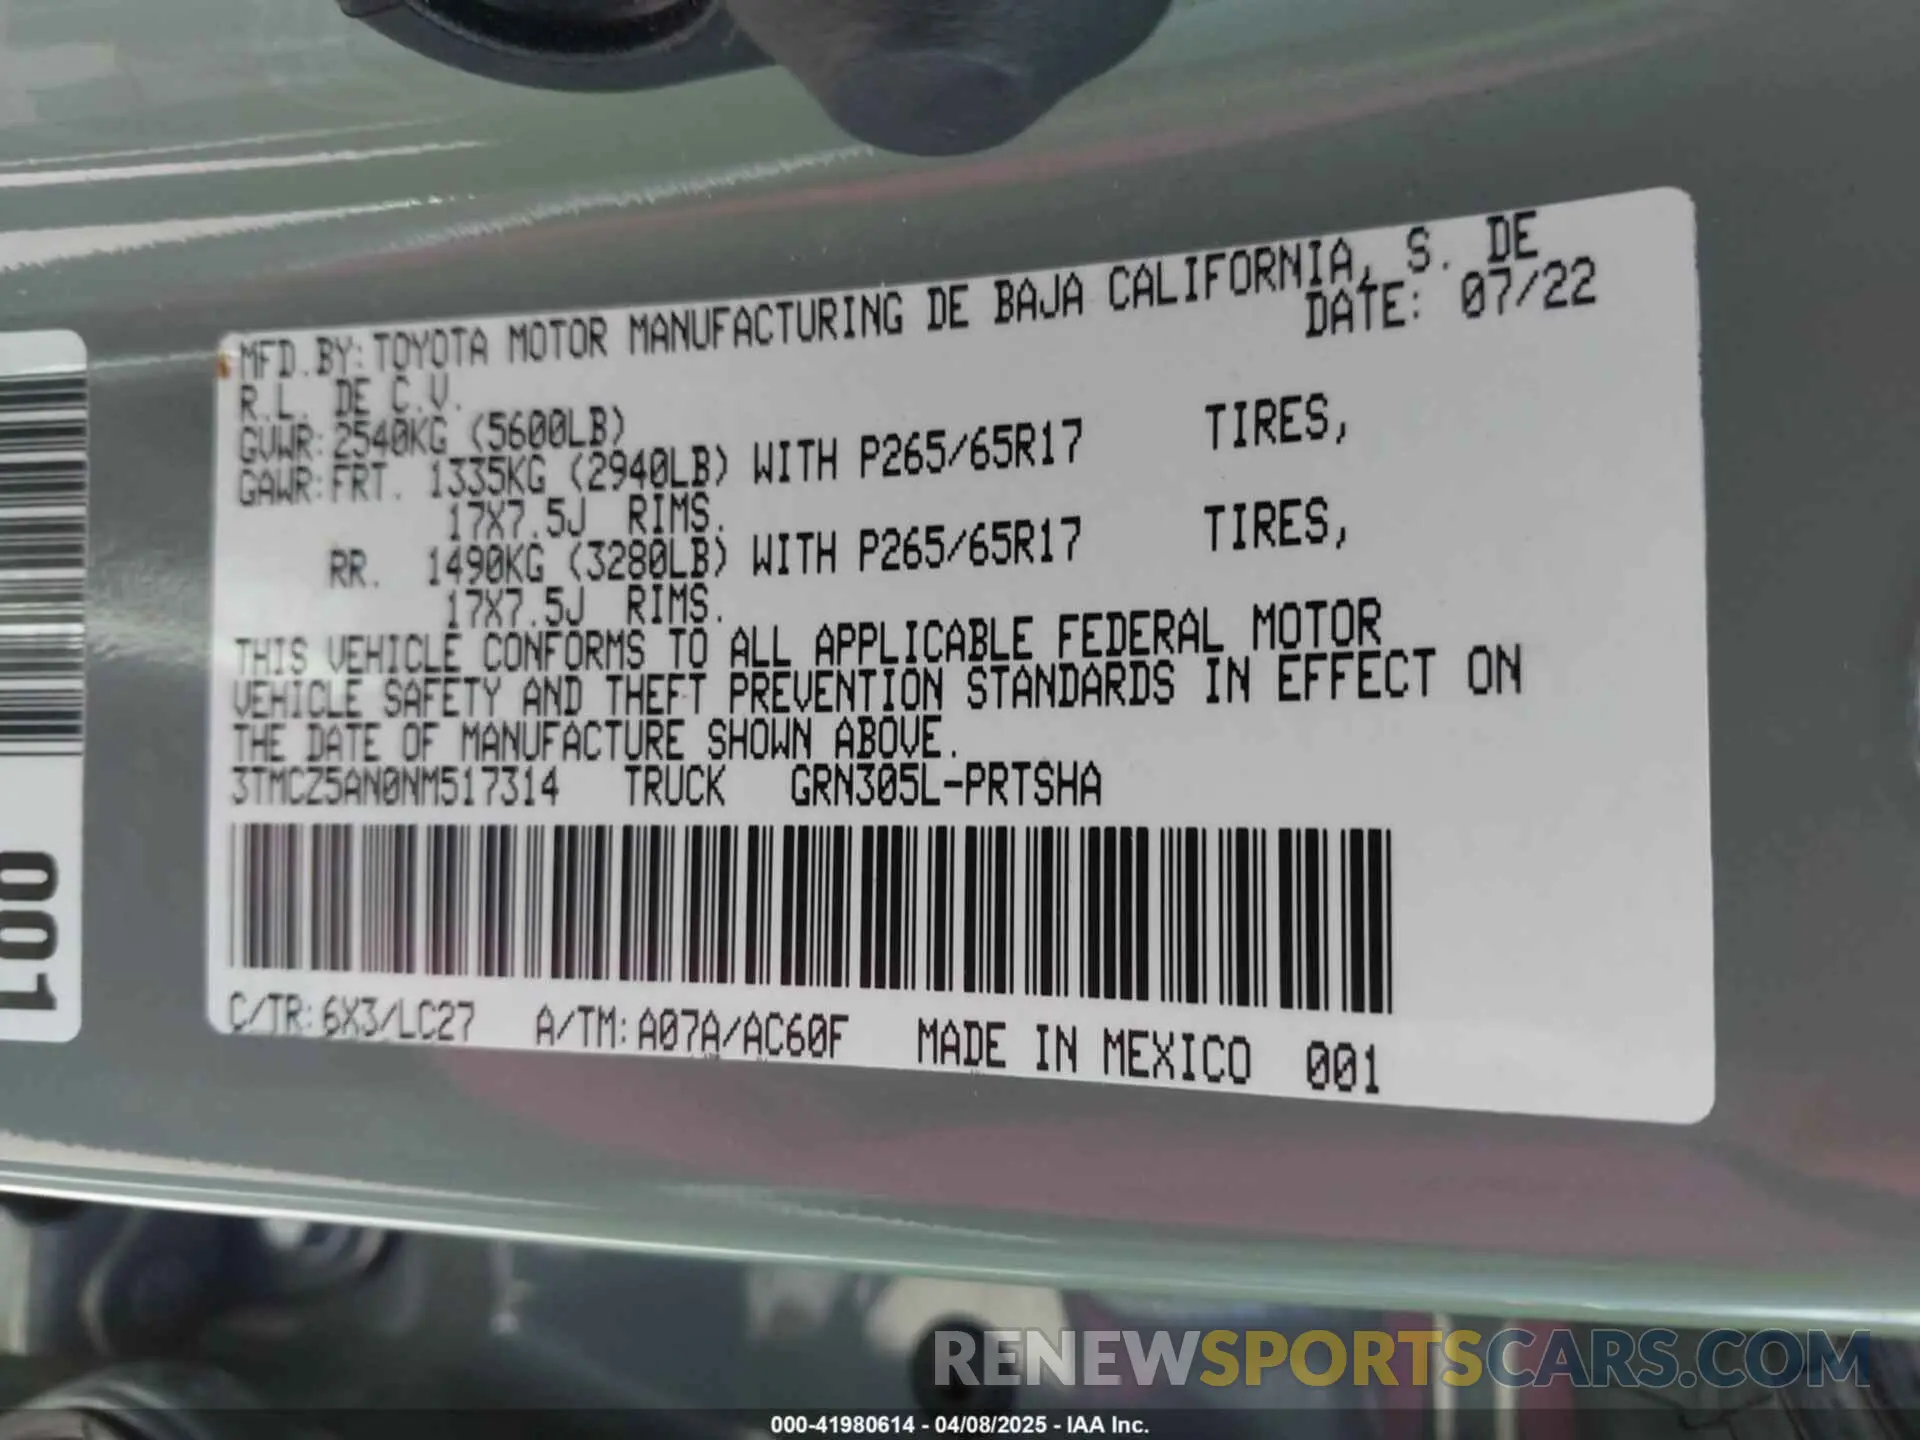 MFD.BY:TOYOTA MOTOR MANUFACTURING DE BAJA CALIFORNIA, S. DE
R.L. DE C.V. DATE: 07/22
GVWR:2540KG (5600LB)
GAWR:FRT. 1335KG (2940LB) WITH P265/65R17 TIRES,
17X7.5J RIMS.
RR. 1490KG (3280LB) WITH P265/65R17 TIRES,
17X7.5J RIMS.
THIS VEHICLE CONFORMS TO ALL APPLICABLE FEDERAL MOTOR
VEHICLE SAFETY AND THEFT PREVENTION STANDARDS IN EFFECT ON
THE DATE OF MANUFACTURE SHOWN ABOVE.
3TMCZ5AN0NM517314 TRUCK GRN305L-PRTSHA
C/TR:6X3/LC27 A/TM:A07A/AC60F MADE IN MEXICO 001
001
RENEWSPORTSCARS.COM
000-41980614 - 04/08/2025 - IAA Inc.